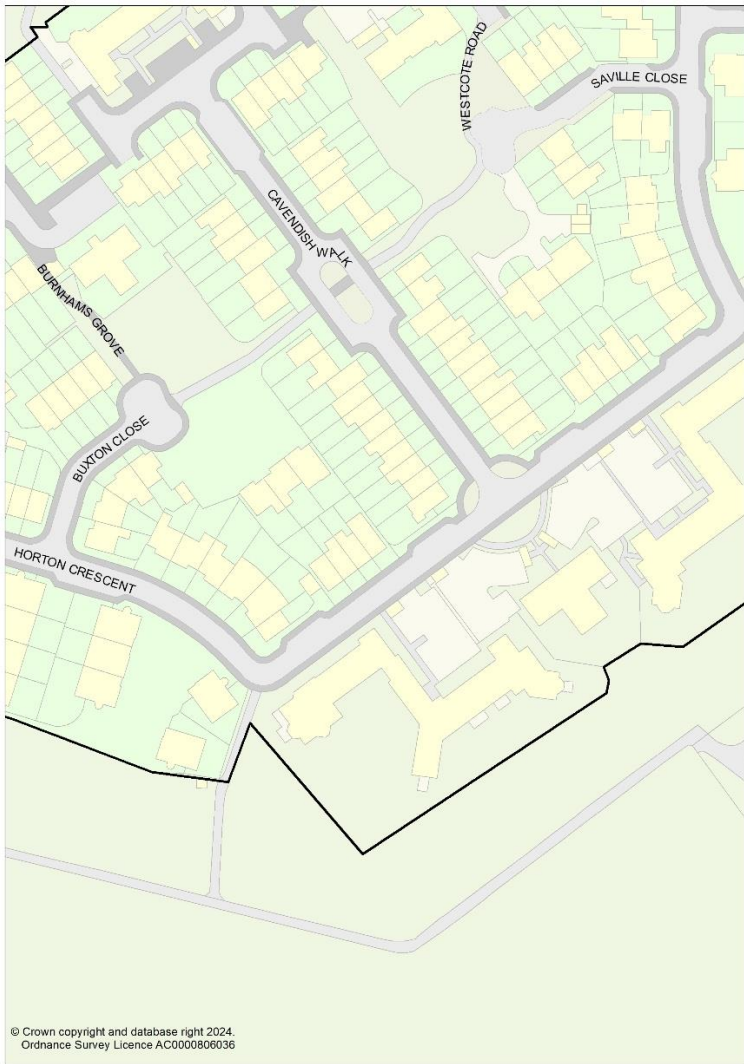 WESTCOTE ROAD
SAVILLE CLOSE
CAVENDISH WALK
BURNHAMS GROVE
BUXTON CLOSE
HORTON CRESCENT
© Crown copyright and database right 2024.
Ordnance Survey Licence AC0000806036